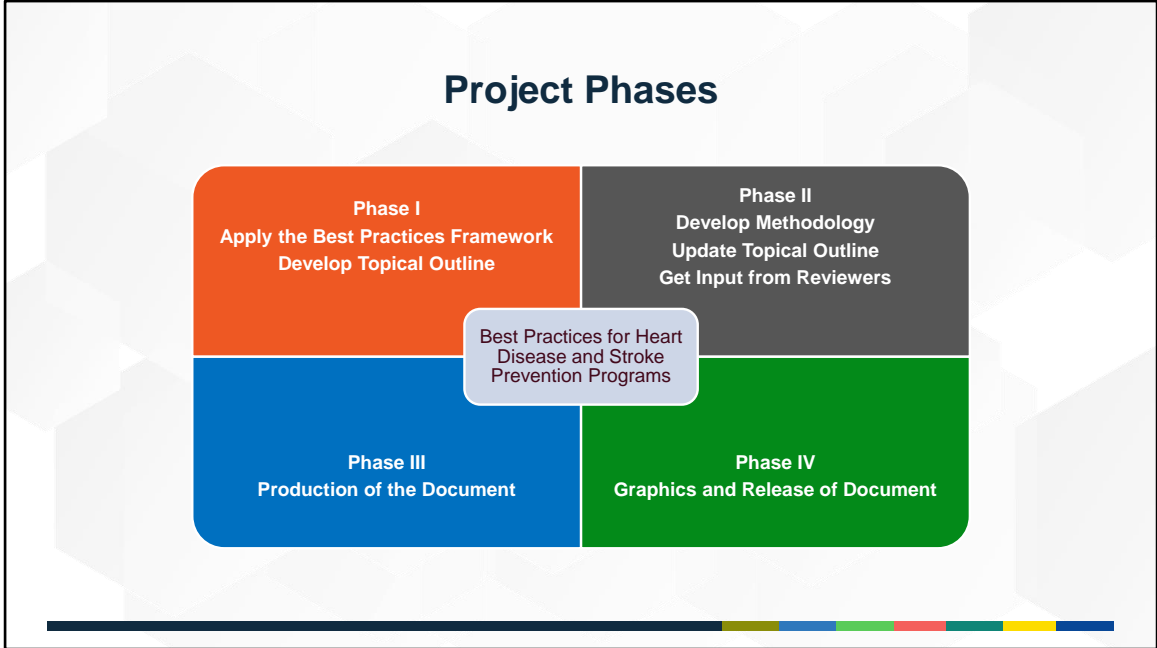 Project Phases
Phase I
Apply the Best Practices Framework
Develop Topical Outline
Phase II
Develop Methodology
Update Topical Outline
Get Input from Reviewers
Best Practices for Heart
Disease and Stroke
Prevention Programs
Phase III
Production of the Document
Phase IV
Graphics and Release of Document